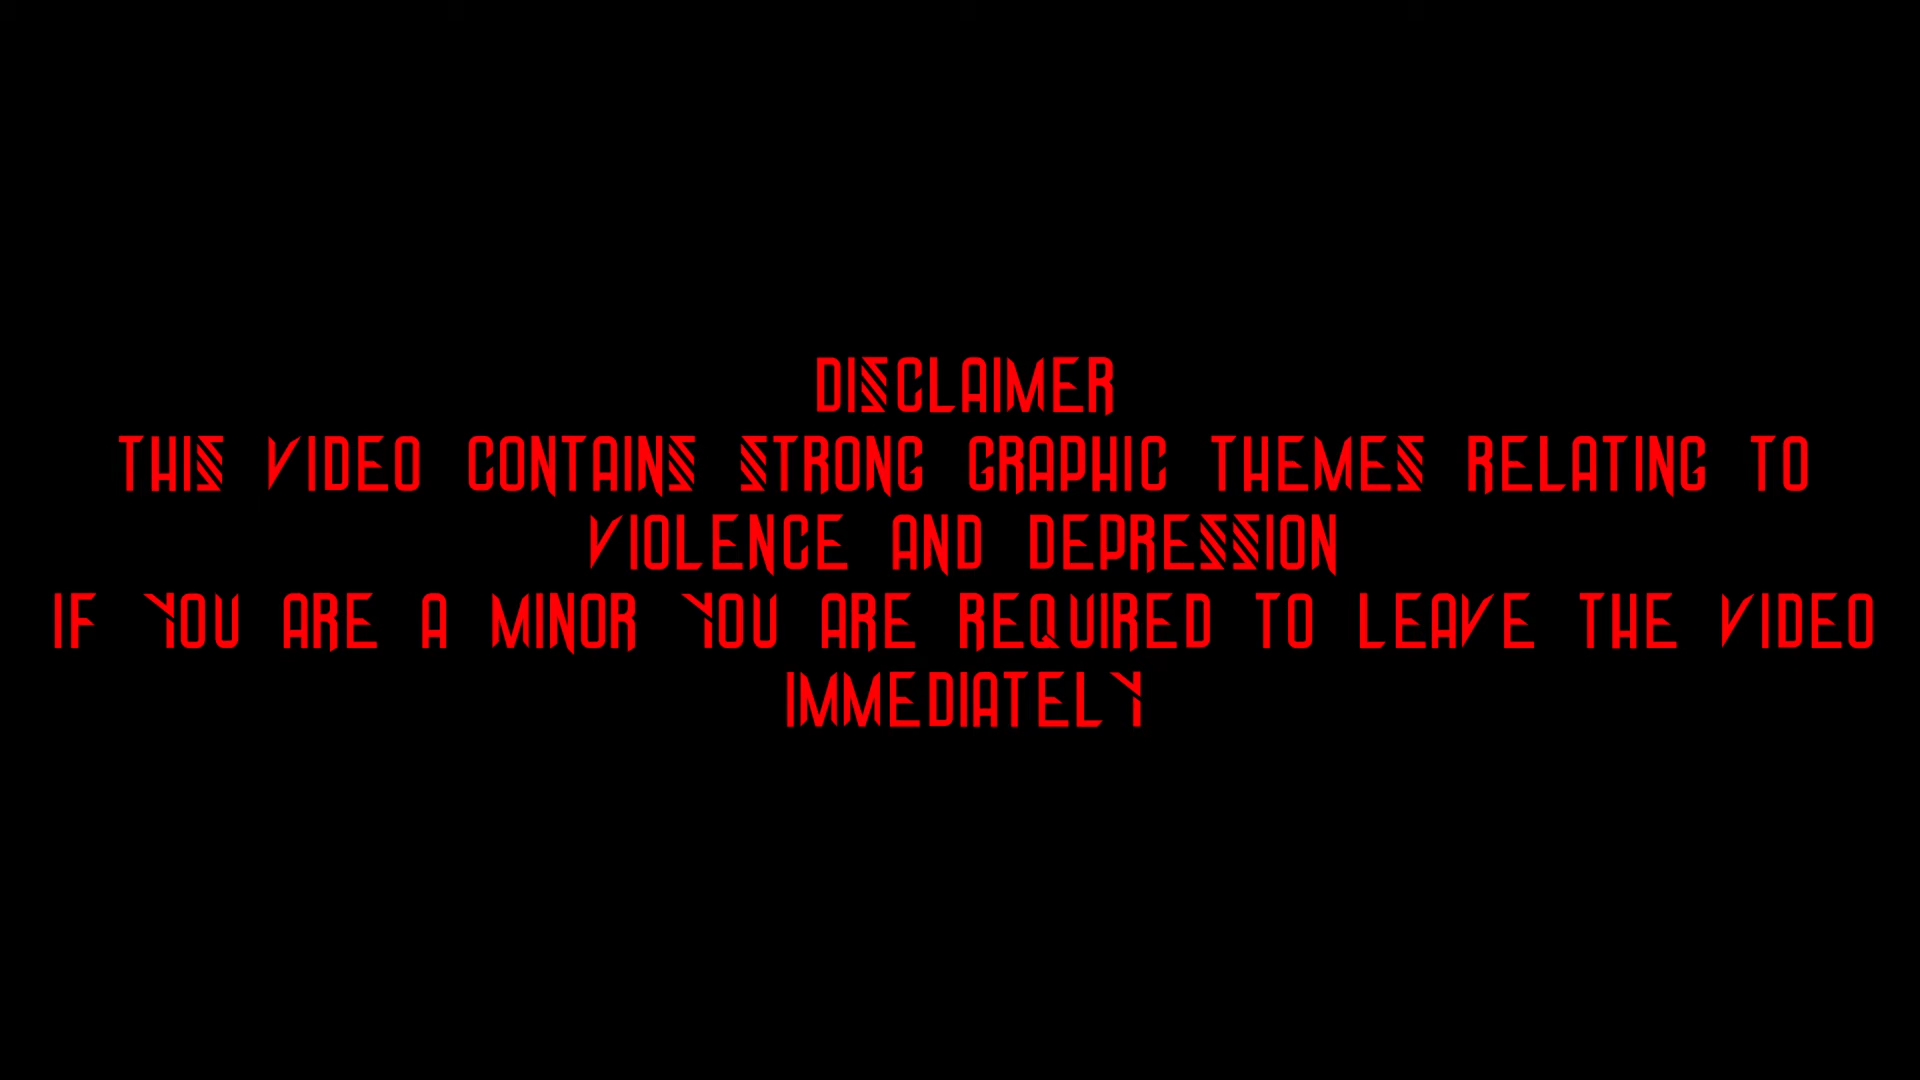 DISCLAIMER
THIS VIDEO CONTAINS STRONG GRAPHIC THEMES RELATING TO
VIOLENCE AND DEPRESSION
IF YOU ARE A MINOR YOU ARE REQUIRED TO LEAVE THE VIDEO
IMMEDIATELY